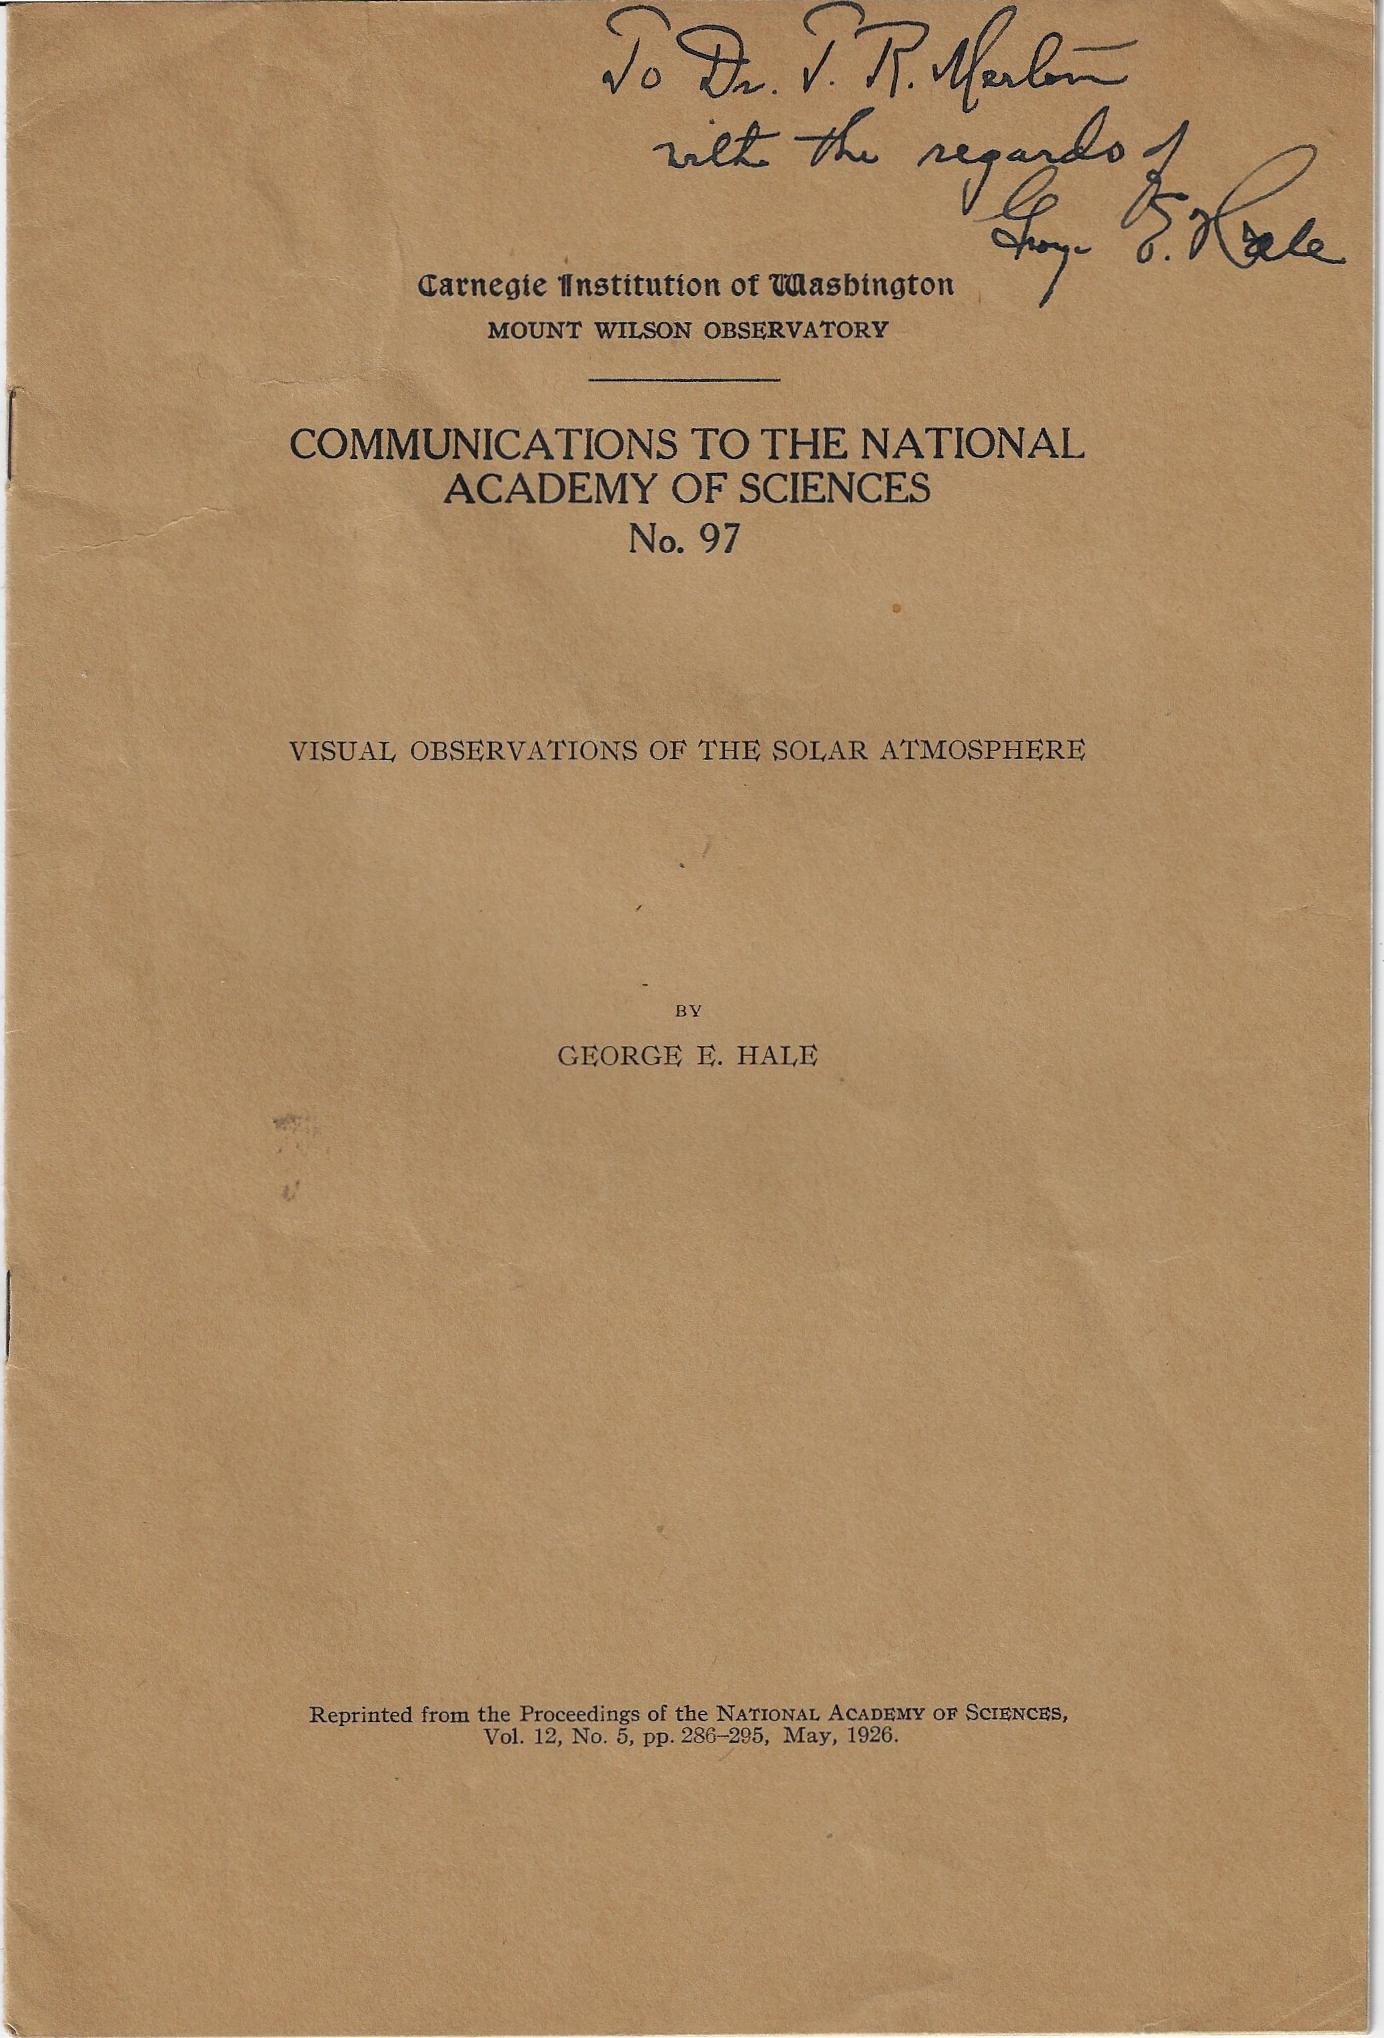 To Dr. T. R. Merton
with the regards of
George E. Hale
Carnegie Institution of Washington
MOUNT WILSON OBSERVATORY
COMMUNICATIONS TO THE NATIONAL
ACADEMY OF SCIENCES
No. 97
VISUAL OBSERVATIONS OF THE SOLAR ATMOSPHERE
BY
GEORGE E. HALE
Reprinted from the Proceedings of the NATIONAL ACADEMY OF SCIENCES,
Vol. 12, No. 5, pp. 286–295, May, 1926.